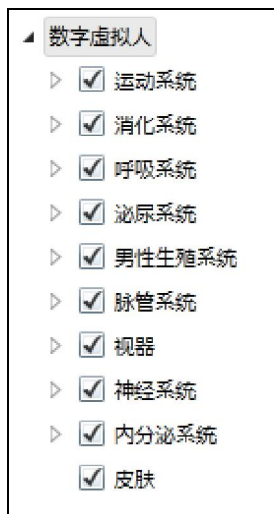 数字虚拟人
运动系统
消化系统
呼吸系统
泌尿系统
男性生殖系统
脉管系统
视器
神经系统
内分泌系统
皮肤